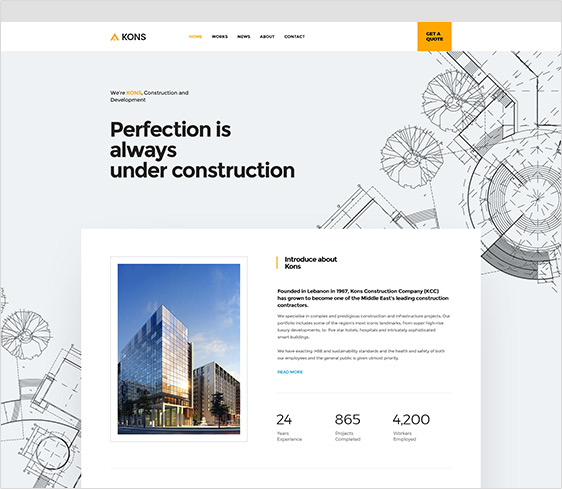 KONS
HOME WORKS NEWS ABOUT CONTACT
GET A
QUOTE
We're KONS, Construction and
Development
Perfection is
always
under construction
Introduce about
Kons
Founded in Lebanon in 1967, Kons Construction Company (KCC)
has grown to become one of the Middle East's leading construction
contractors.
We specialise in complex and prestigious construction and infrastructure projects. Our
portfolio includes some of the region's most iconic landmarks, from super high-rise
luxury developments, to five star hotels, hospitals and intricately sophisticated
smart buildings.
We have exacting HSE and sustainability standards and the health and safety of both
our employees and the general public is given utmost priority.
READ MORE
24 865 4,200
Years Projects Workers
Experience Completed Employed